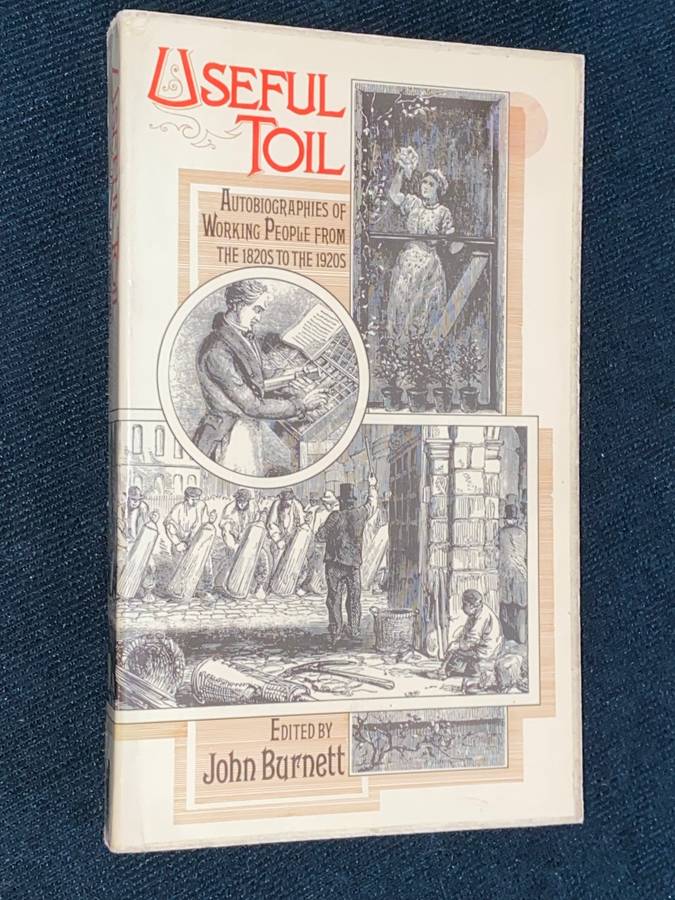 USEFUL
TOIL
AUTOBIOGRAPHIES OF
WORKING PEOPLE FROM
THE 1820S TO THE 1920S
EDITED BY
John Burnett